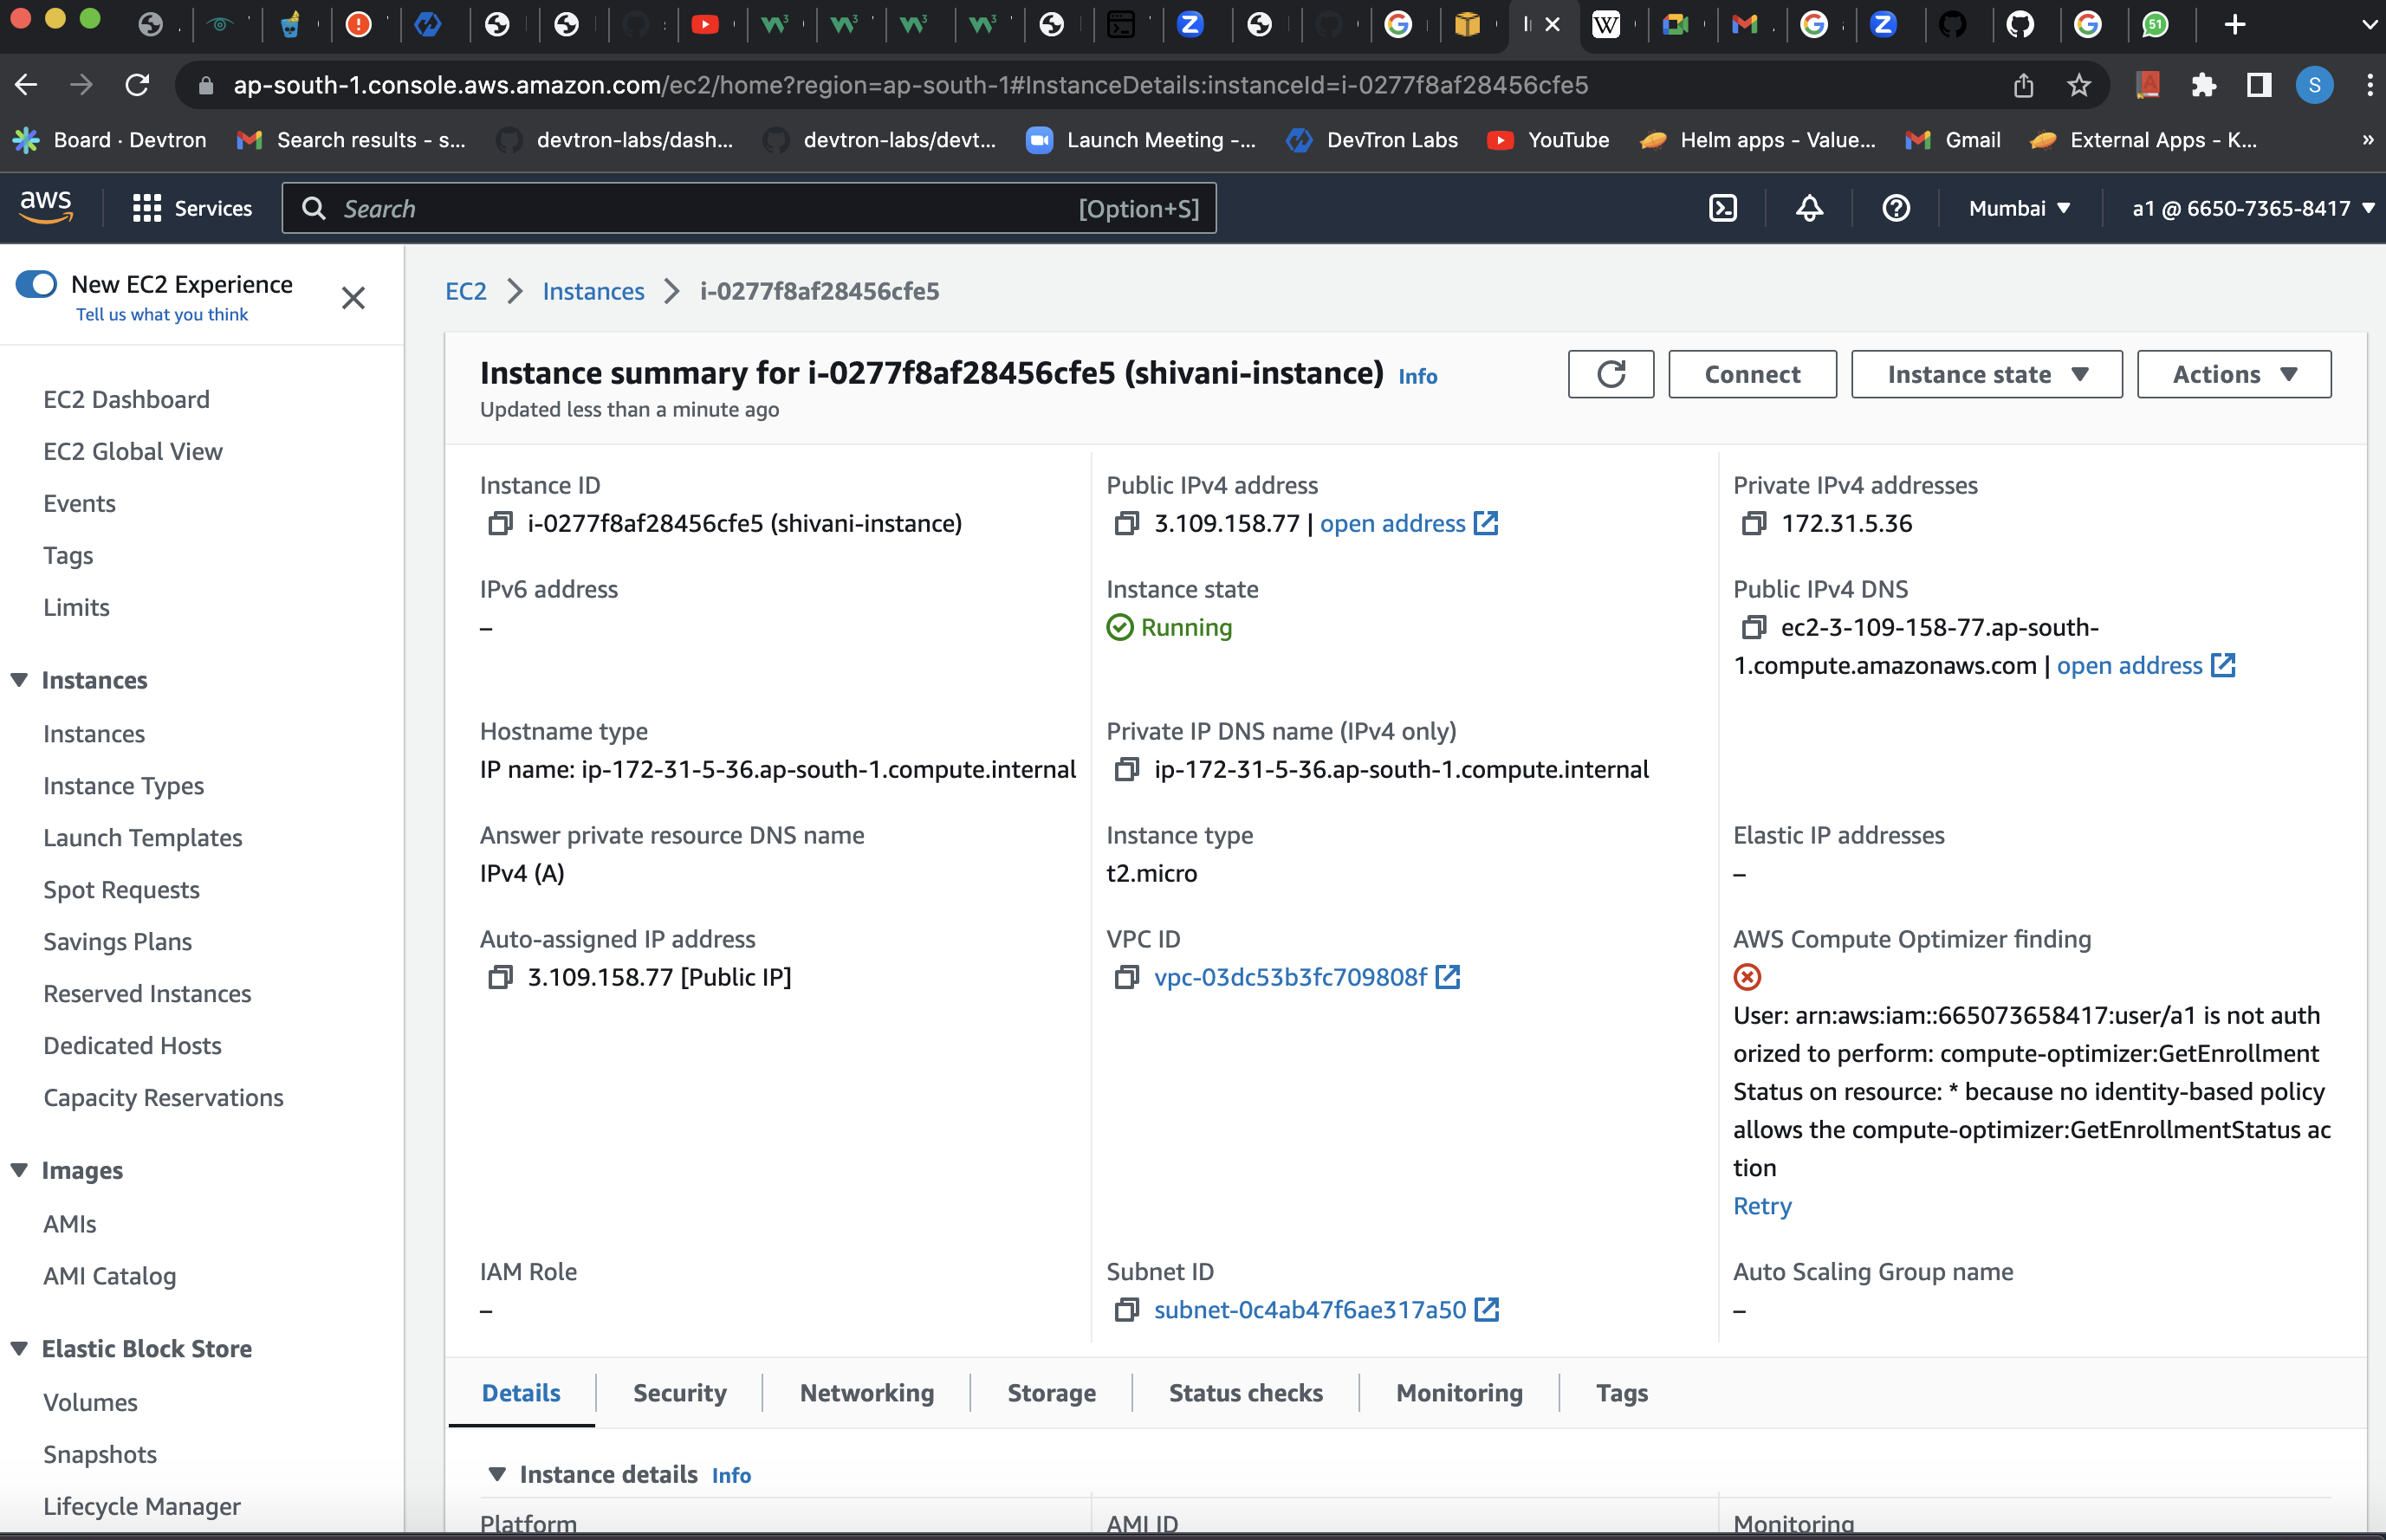 51
ap-south-1.console.aws.amazon.com/ec2/home?region=ap-south-1#InstanceDetails:instanceId=i-0277f8af28456cfe5
S
Board · Devtron
Search results - s...
devtron-labs/dash...
devtron-labs/devt...
Launch Meeting -...
DevTron Labs
YouTube
Helm apps - Value...
Gmail
External Apps - K...
»
aws
Services
Search
[Option+S]
Mumbai
a1 @ 6650-7365-8417
New EC2 Experience
Tell us what you think
EC2 Dashboard
EC2 Global View
Events
Tags
Limits
Instances
Instances
Instance Types
Launch Templates
Spot Requests
Savings Plans
Reserved Instances
Dedicated Hosts
Capacity Reservations
Images
AMIs
AMI Catalog
Elastic Block Store
Volumes
Snapshots
Lifecycle Manager
EC2
Instances
i-0277f8af28456cfe5
Instance summary for i-0277f8af28456cfe5 (shivani-instance) Info
Updated less than a minute ago
Connect
Instance state
Actions
Instance ID
i-0277f8af28456cfe5 (shivani-instance)
Public IPv4 address
3.109.158.77 | open address
Private IPv4 addresses
172.31.5.36
IPv6 address
–
Instance state
Running
Public IPv4 DNS
ec2-3-109-158-77.ap-south-
1.compute.amazonaws.com | open address
Hostname type
IP name: ip-172-31-5-36.ap-south-1.compute.internal
Private IP DNS name (IPv4 only)
ip-172-31-5-36.ap-south-1.compute.internal
Answer private resource DNS name
IPv4 (A)
Instance type
t2.micro
Elastic IP addresses
–
Auto-assigned IP address
3.109.158.77 [Public IP]
VPC ID
vpc-03dc53b3fc709808f
AWS Compute Optimizer finding
User: arn:aws:iam::665073658417:user/a1 is not auth
orized to perform: compute-optimizer:GetEnrollment
Status on resource: * because no identity-based policy
allows the compute-optimizer:GetEnrollmentStatus ac
tion
Retry
IAM Role
–
Subnet ID
subnet-0c4ab47f6ae317a50
Auto Scaling Group name
–
Details
Security
Networking
Storage
Status checks
Monitoring
Tags
Instance details Info
Platform
AMI ID
Monitoring